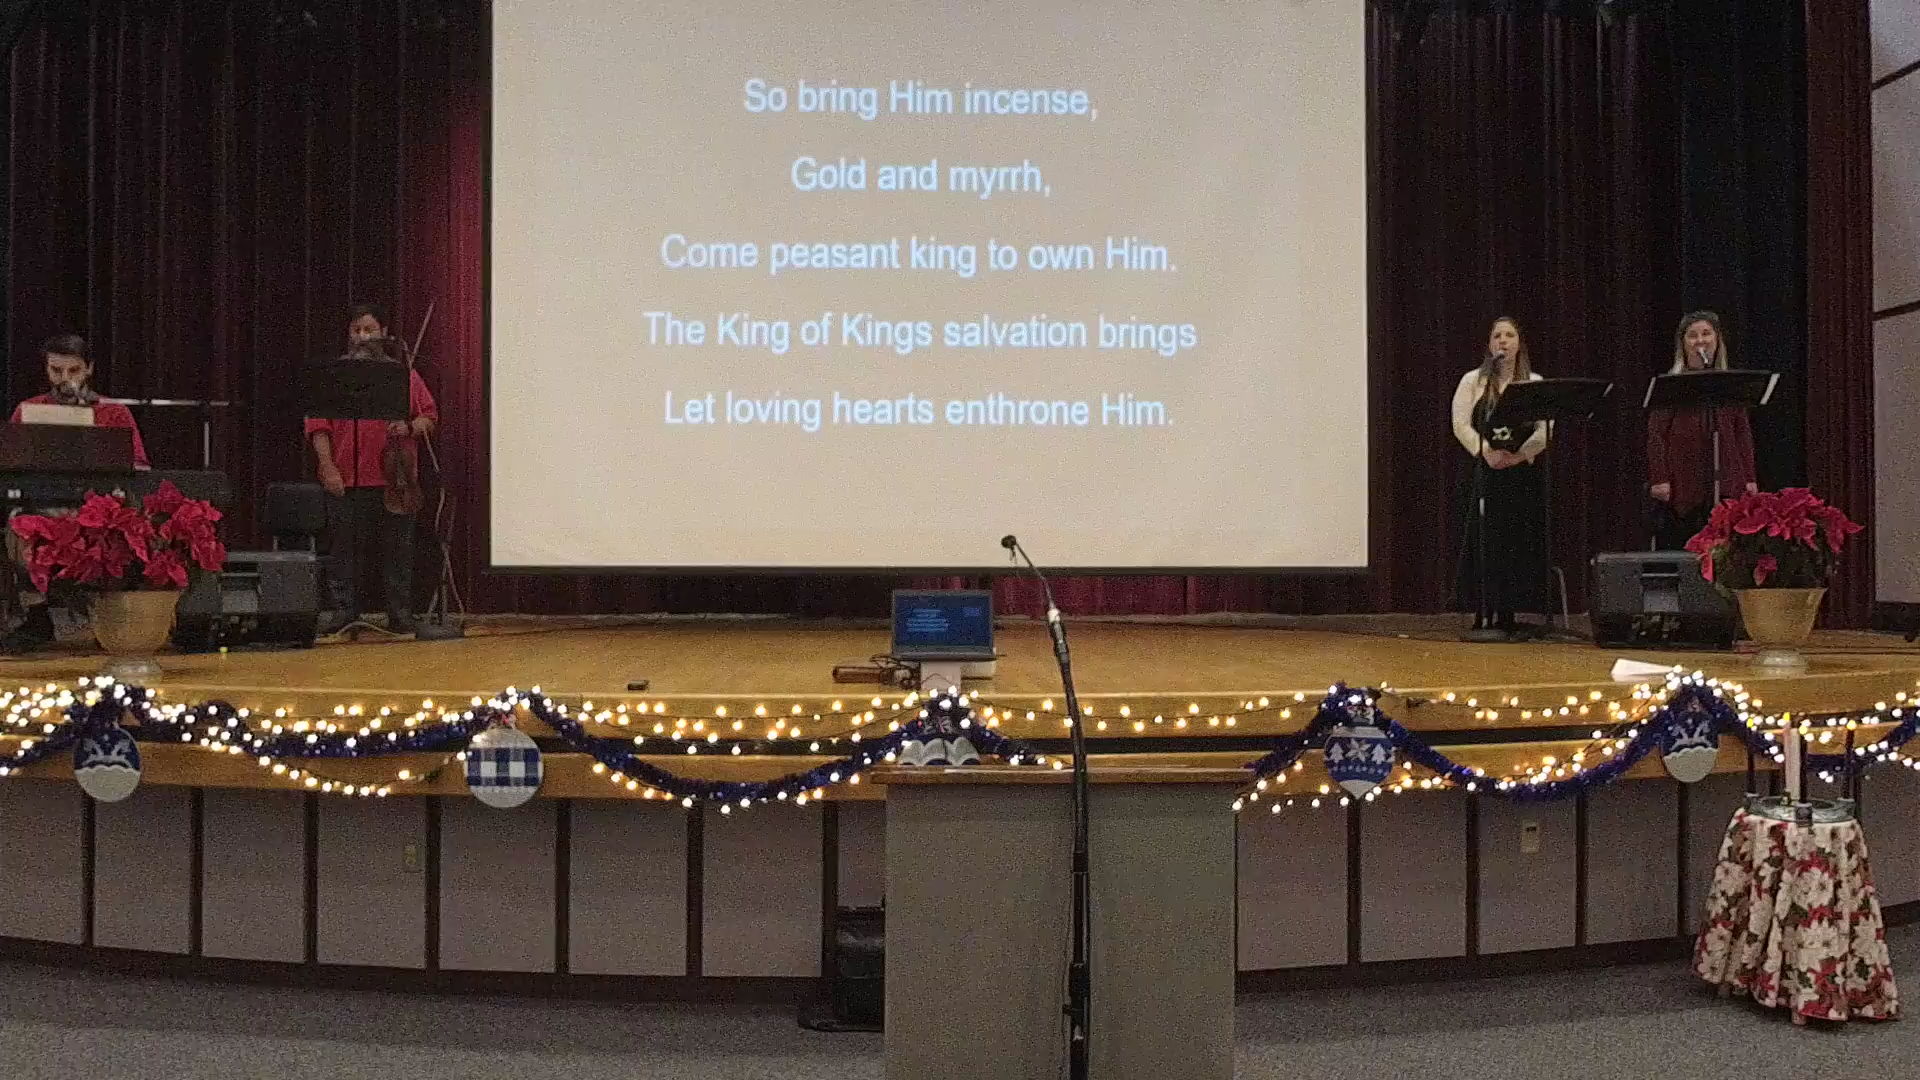 So bring Him incense,
Gold and myrrh,
Come peasant king to own Him.
The King of Kings salvation brings
Let loving hearts enthrone Him.